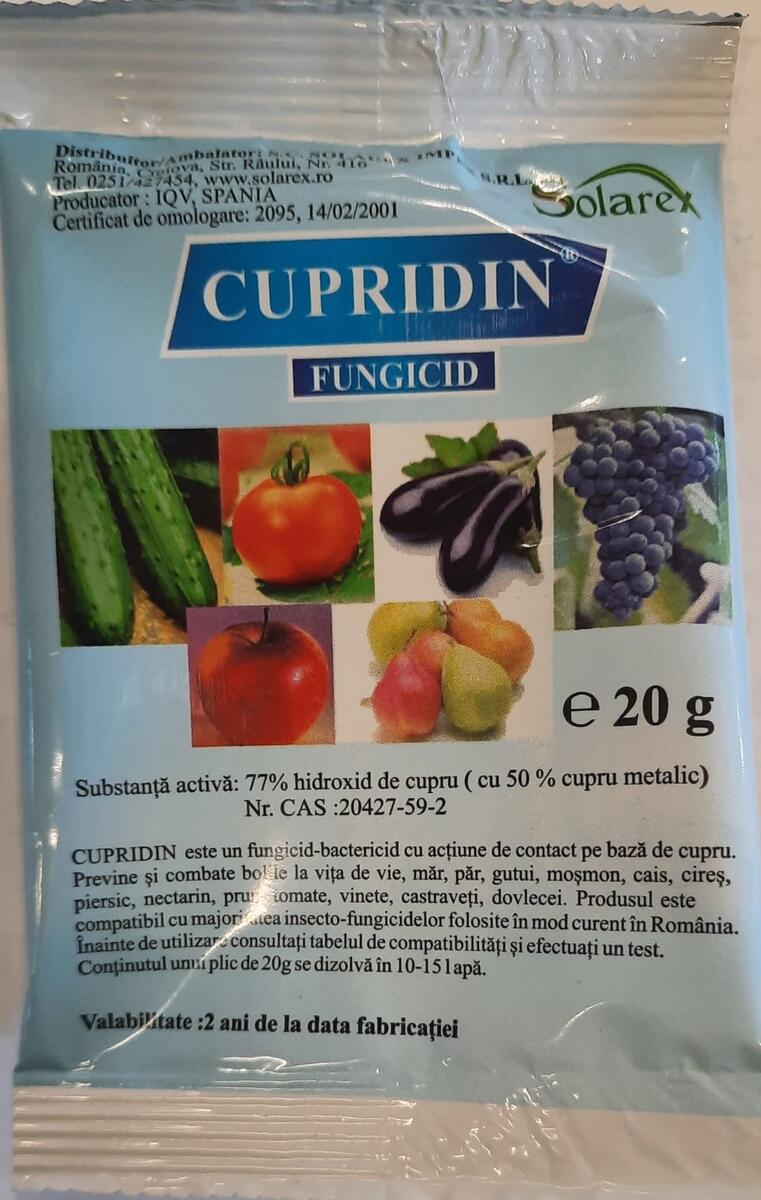 Distribuitor/Ambalator: S.C. IMP S.R.L.
România, Craiova, Str. Râului, Nr. 416
Tel. 0251/427454, www.solarex.ro
Producator : IQV, SPANIA
Certificat de omologare: 2095, 14/02/2001
Solarex
CUPRIDIN®
FUNGICID
e 20 g
Substanță activă: 77% hidroxid de cupru ( cu 50 % cupru metalic)
Nr. CAS :20427-59-2
CUPRIDIN este un fungicid-bactericid cu acțiune de contact pe bază de cupru.
Previne și combate bolile la vița de vie, măr, păr, gutui, moșmon, cais, cireș,
piersic, nectarin, prun, tomate, vinete, castraveți, dovlecei. Produsul este
compatibil cu majoritatea insecto-fungicidelor folosite în mod curent în România.
Înainte de utilizare consultați tabelul de compatibilități și efectuați un test.
Conținutul unui plic de 20g se dizolvă în 10-15 l apă.
Valabilitate :2 ani de la data fabricației